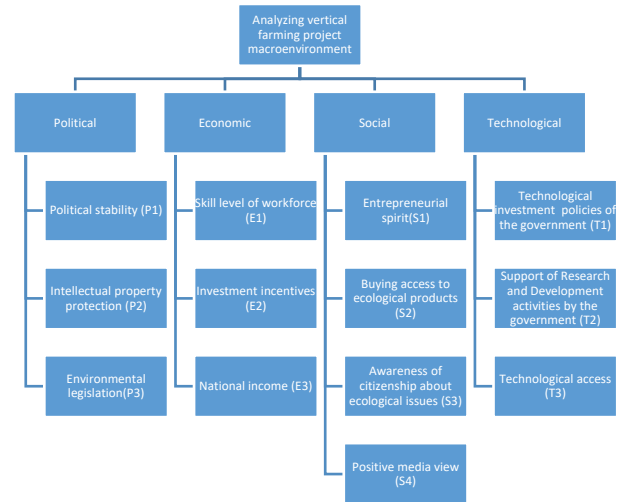 Analyzing vertical
farming project
macroenvironment
Political
Economic
Social
Technological
Political stability (P1)
Intellectual property
protection (P2)
Environmental
legislation(P3)
Skill level of workforce
(E1)
Investment incentives
(E2)
National income (E3)
Entrepreneurial
spirit(S1)
Buying access to
ecological products
(S2)
Awareness of
citizenship about
ecological issues (S3)
Positive media view
(S4)
Technological
investment policies of
the government (T1)
Support of Research
and Development
activities by the
government (T2)
Technological access
(T3)